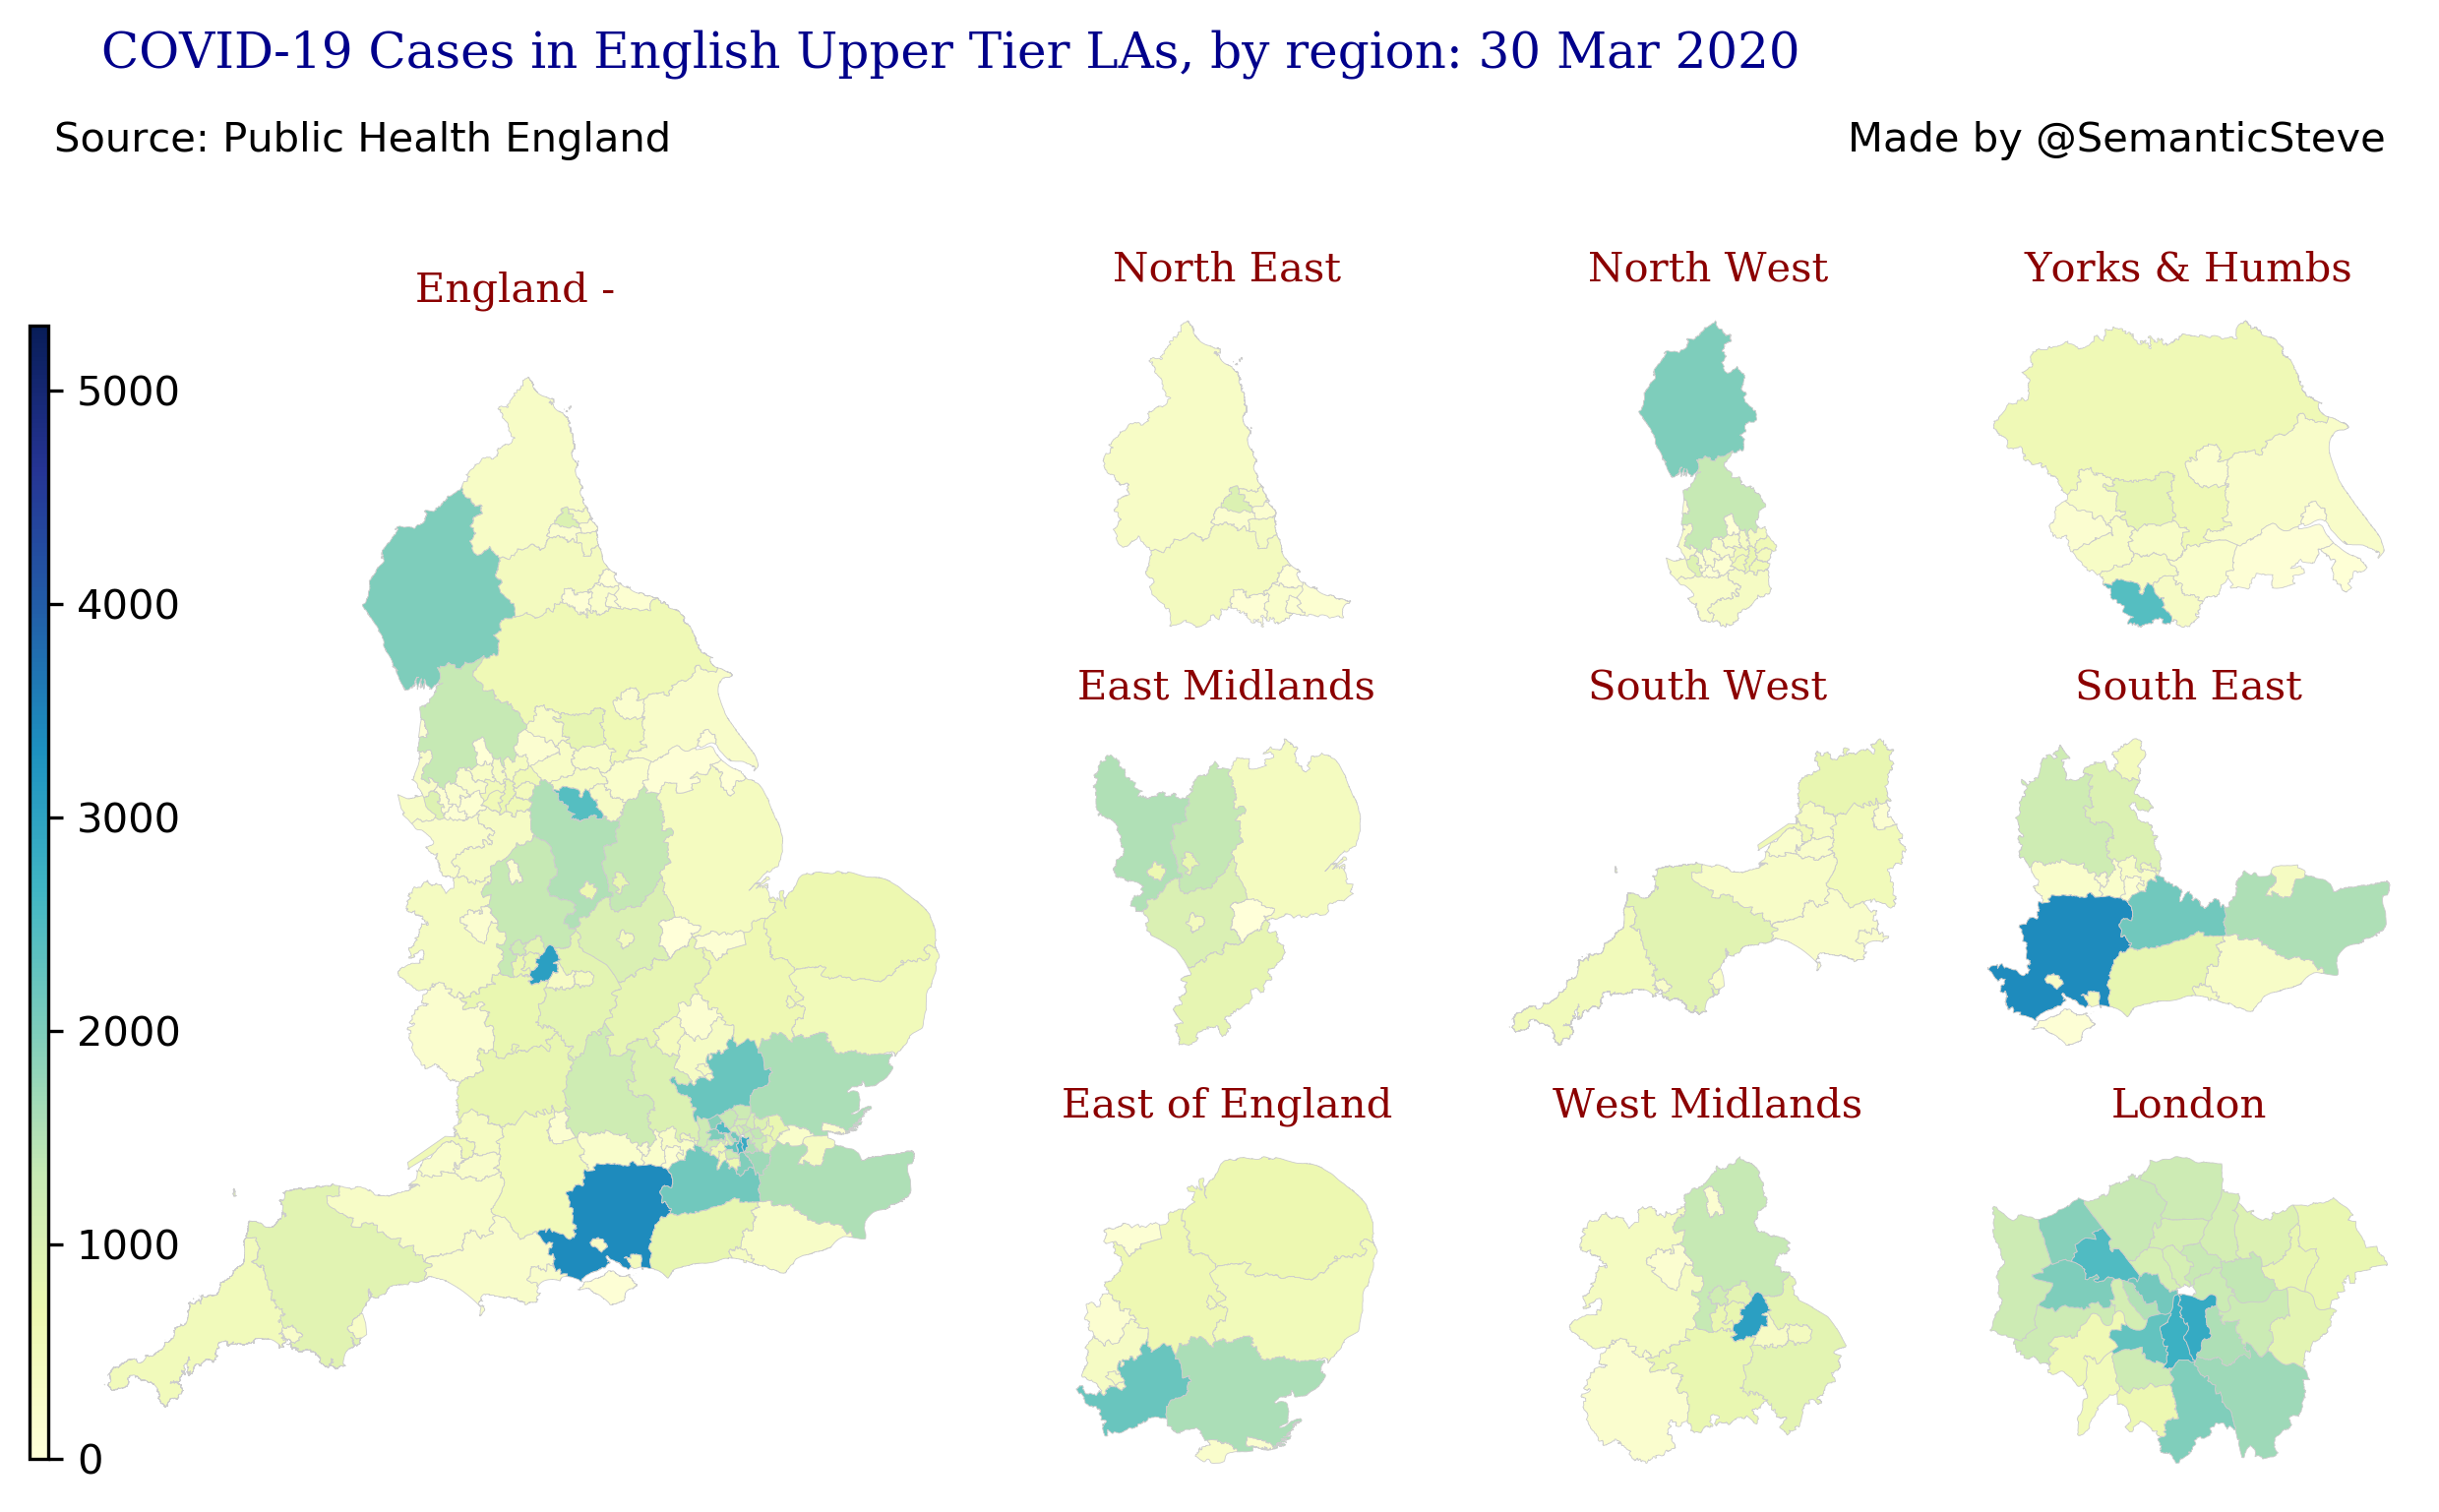 COVID-19 Cases in English Upper Tier LAs, by region: 30 Mar 2020
Source: Public Health England
Made by @SemanticSteve
England -
North East
North West
Yorks & Humbs
5000
4000
3000
2000
1000
0
East Midlands
South West
South East
East of England
West Midlands
London